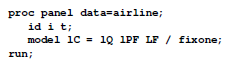 proc panel data=airline;
id i t;
model lC = lQ lPF LF / fixone;
run;